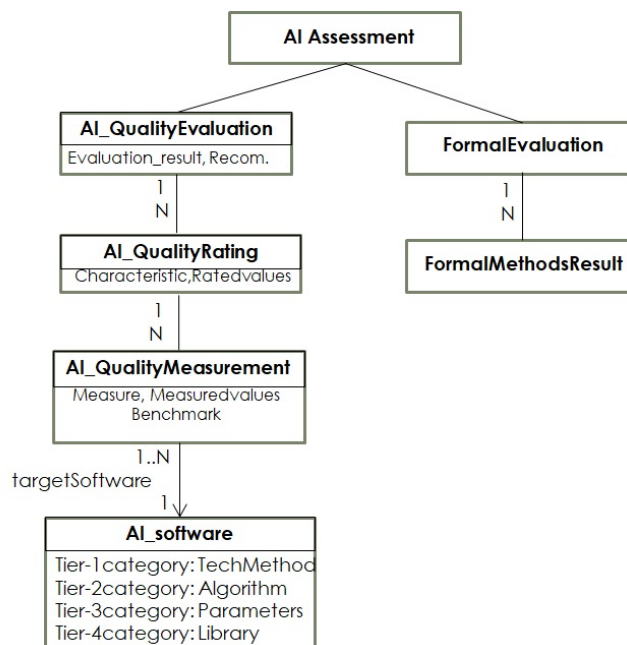 AI Assessment
AI_QualityEvaluation
Evaluation_result, Recom.
FormalEvaluation
1
N
1
N
AI_QualityRating
Characteristic,Ratedvalues
FormalMethodsResult
1
N
AI_QualityMeasurement
Measure, Measuredvalues
Benchmark
1..N
targetSoftware
1
AI_software
Tier-1category:TechMethod
Tier-2category: Algorithm
Tier-3category: Parameters
Tier-4category: Library